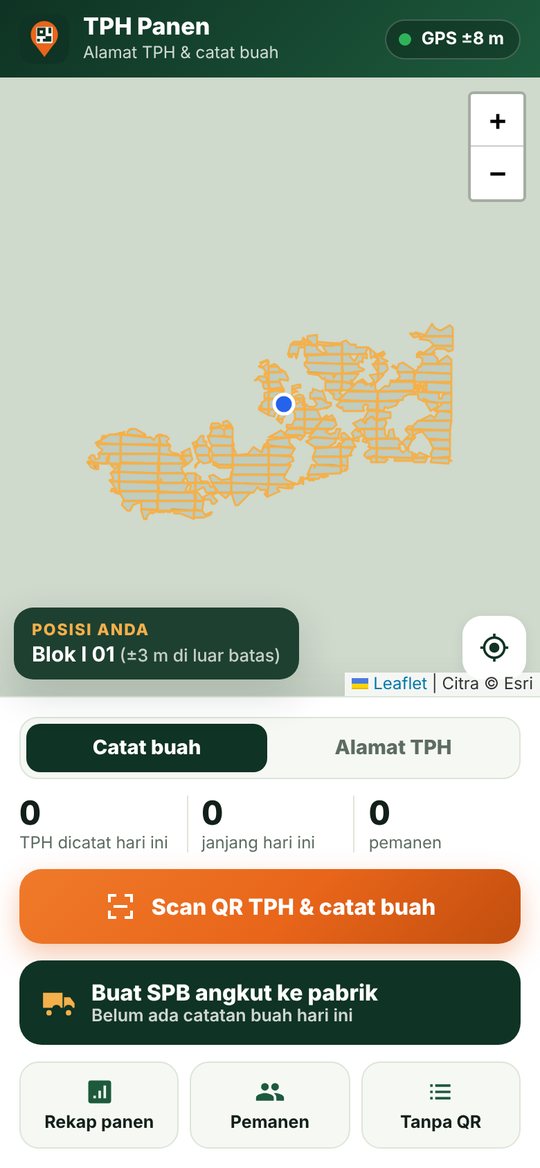 TPH Panen
Alamat TPH & catat buah
GPS ±8 m
+
−
POSISI ANDA
Blok I 01 (±3 m di luar batas)
Leaflet | Citra © Esri
Catat buah
Alamat TPH
0
TPH dicatat hari ini
0
janjang hari ini
0
pemanen
Scan QR TPH & catat buah
Buat SPB angkut ke pabrik
Belum ada catatan buah hari ini
Rekap panen
Pemanen
Tanpa QR